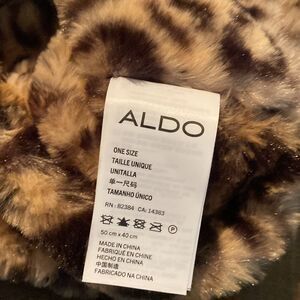 ALDO
ONE SIZE
TAILLE UNIQUE
UNITALLA
单一尺码
TAMANHO ÚNICO
RN: 82384 CA: 14383
P
50 cm x 40 cm
MADE IN CHINA
FABRIQUÉ EN CHINE
HECHO EN CHINA
中国制造
FABRICADO NA CHINA